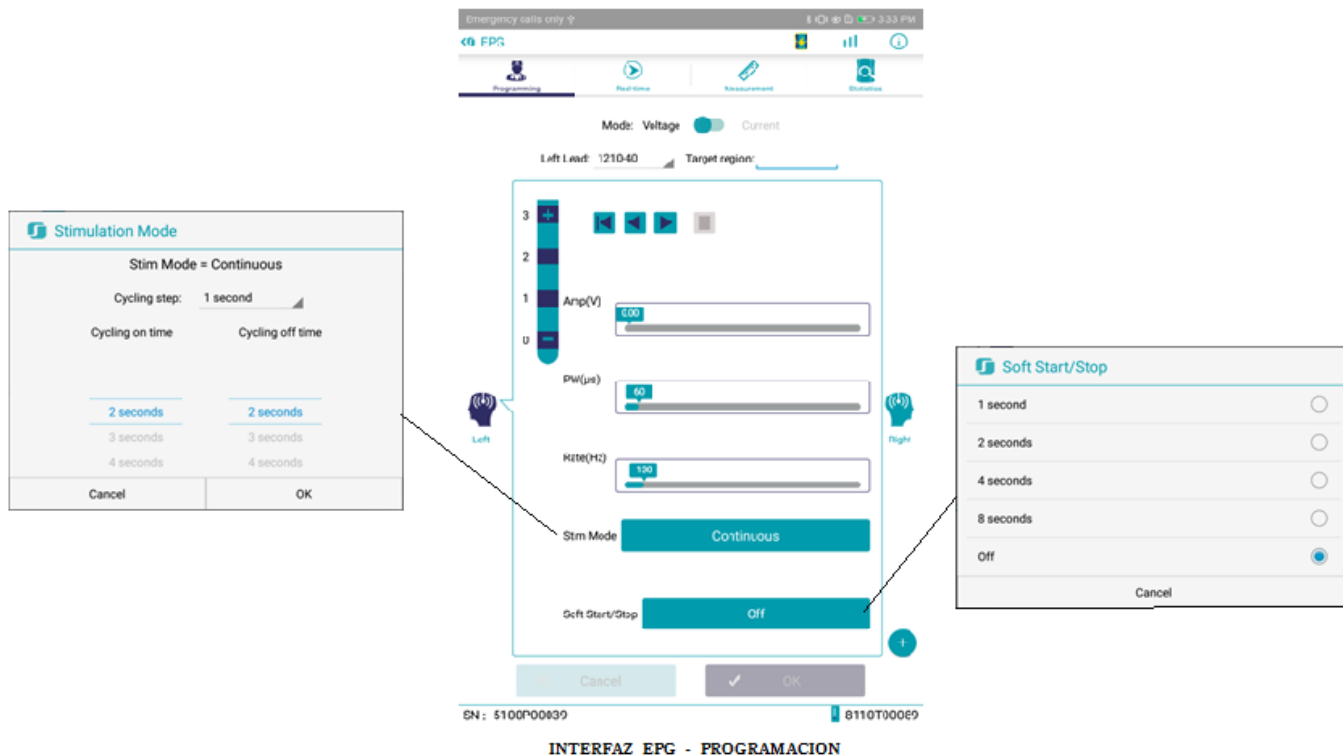 Emergency calls only
3:33 PM
EPG
Programming
Real-time
Measurement
Statistics
Mode: Voltage Current
Left Lead: 1210-40 Target region:
3
2
1
0
Amp(V)
0.00
PW(μs)
60
Rate(Hz)
130
Left
Right
Stim Mode Continuous
Soft Start/Stop Off
+
Cancel
OK
Stimulation Mode
Stim Mode = Continuous
Cycling step: 1 second
Cycling on time Cycling off time
2 seconds 2 seconds
3 seconds 3 seconds
4 seconds 4 seconds
Cancel OK
Soft Start/Stop
1 second
2 seconds
4 seconds
8 seconds
Off
Cancel
INTERFAZ EPG - PROGRAMACION